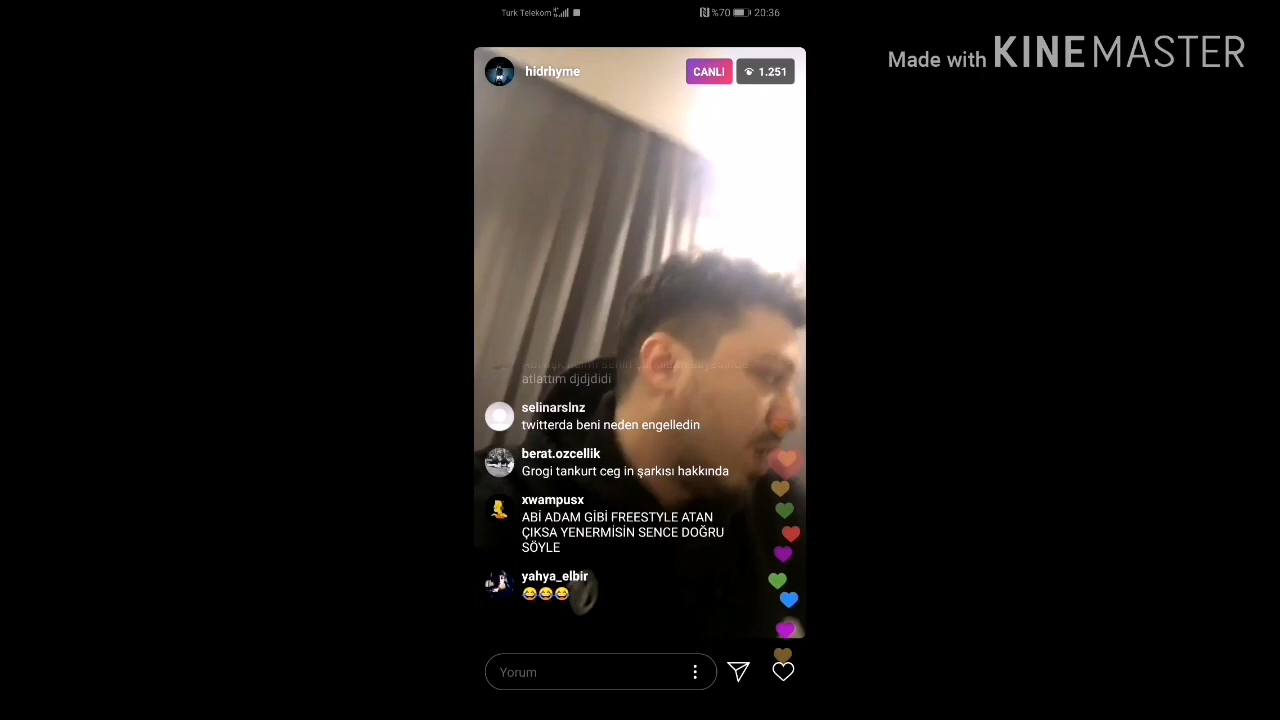 Turk Telekom
%70
20:36
Made with KINEMASTER
hidrhyme
CANLI
1.251
atlattım djdjdidi
selinarslnz
twitterda beni neden engelledin
berat.ozcellik
Grogi tankurt ceg in şarkısı hakkında
xwampusx
ABİ ADAM GİBİ FREESTYLE ATAN
ÇIKSA YENERMİSİN SENCE DOĞRU
SÖYLE
yahya_elbir
😂😂😂
Yorum